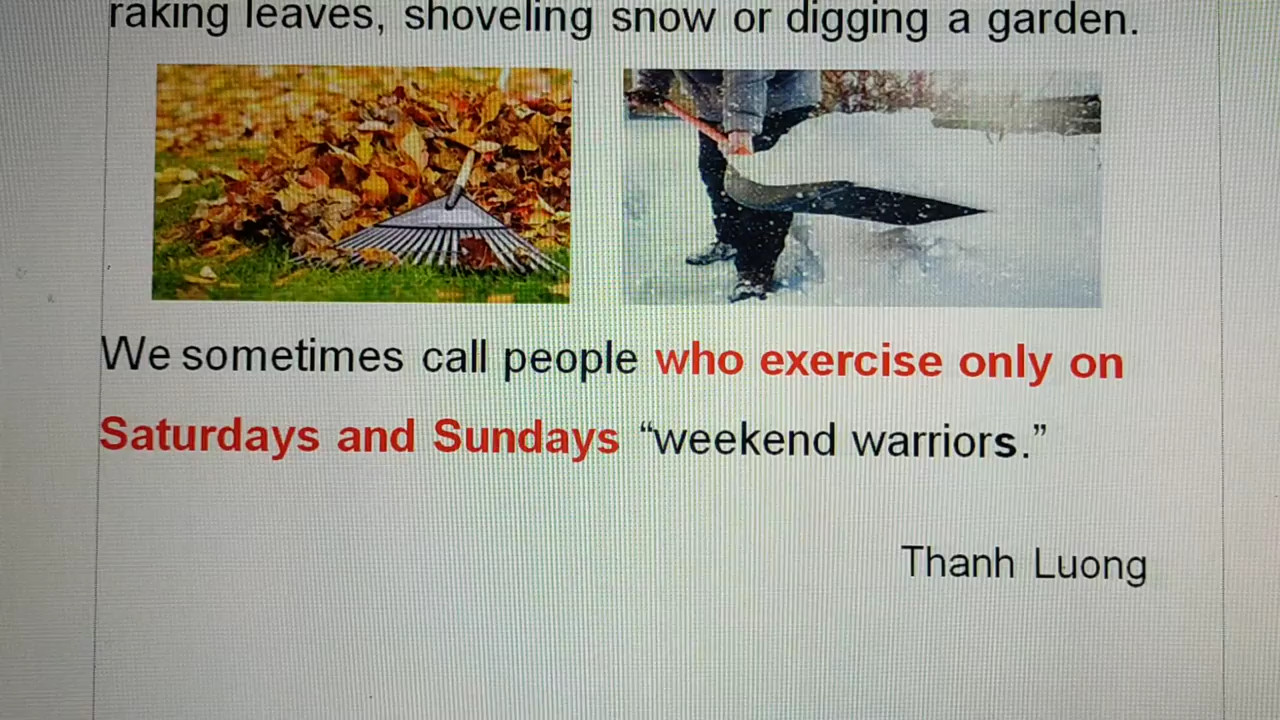 raking leaves, shoveling snow or digging a garden.
We sometimes call people who exercise only on
Saturdays and Sundays “weekend warriors.”
Thanh Luong